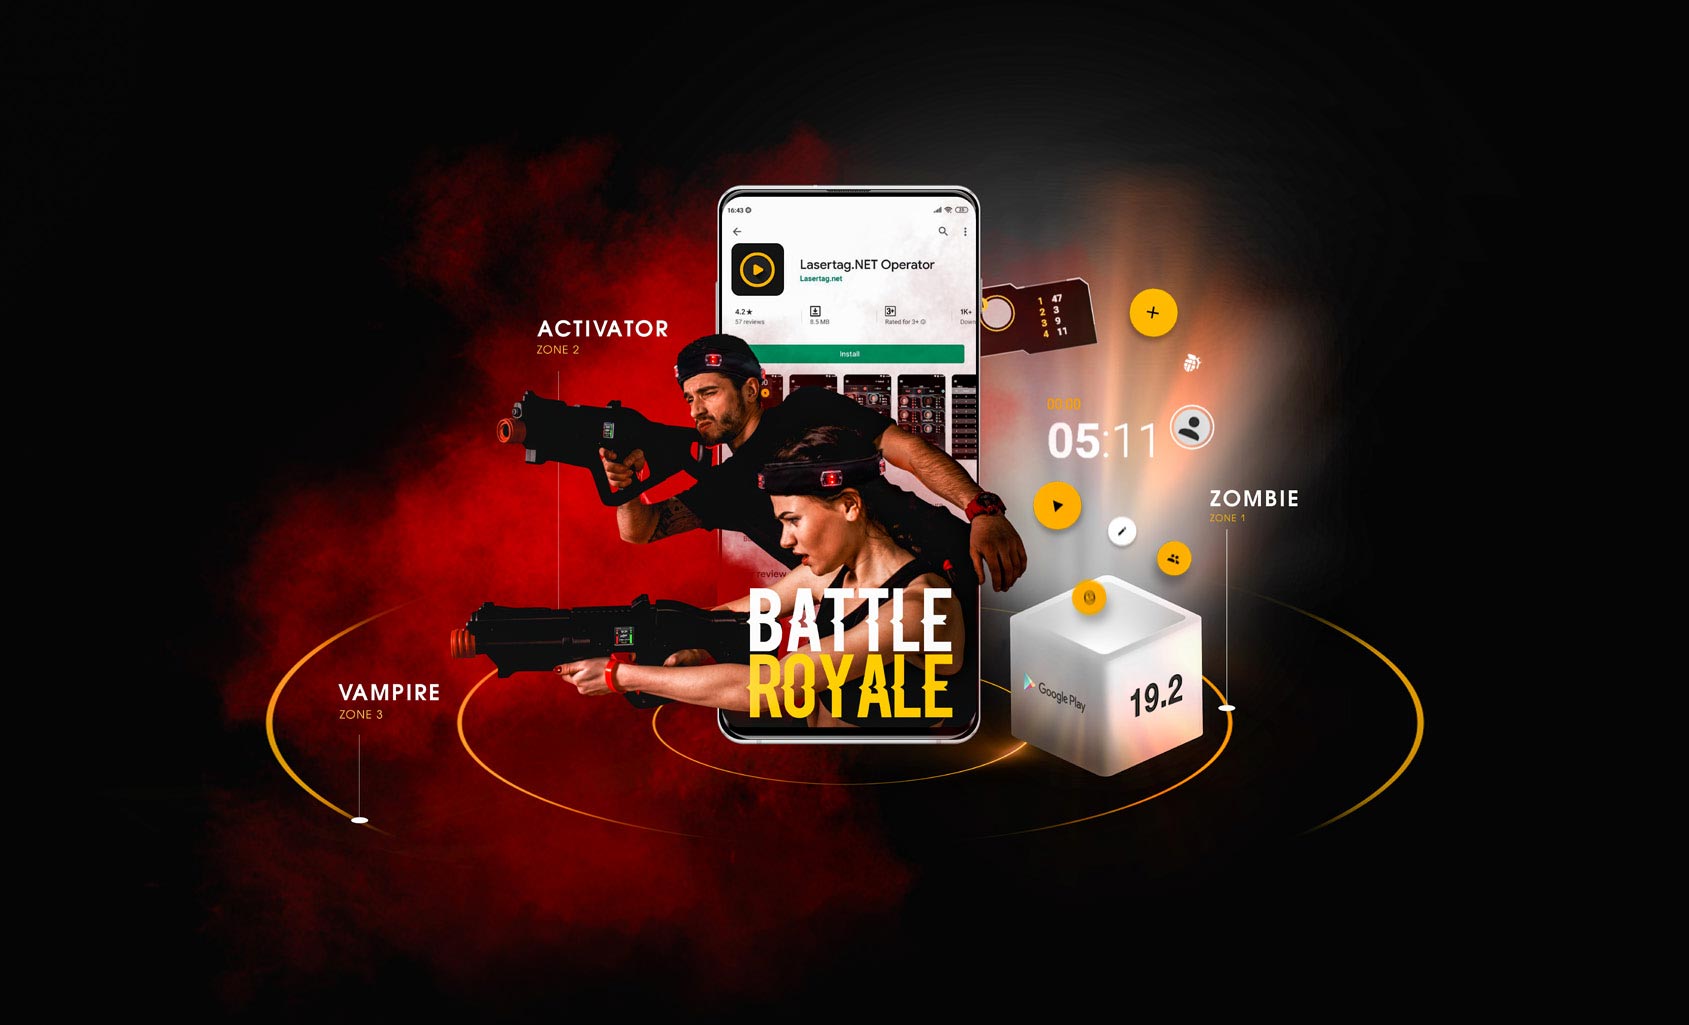 16:43
Lasertag.NET Operator
Lasertag.net
4.2★
57 reviews
8.5 MB
3+
Rated for 3+
1K+
Down
Install
ACTIVATOR
ZONE 2
1 47
2 3
3 9
4 11
00:00
05:11
ZOMBIE
ZONE 1
review
BATTLE
ROYALE
VAMPIRE
ZONE 3
Google Play
19.2